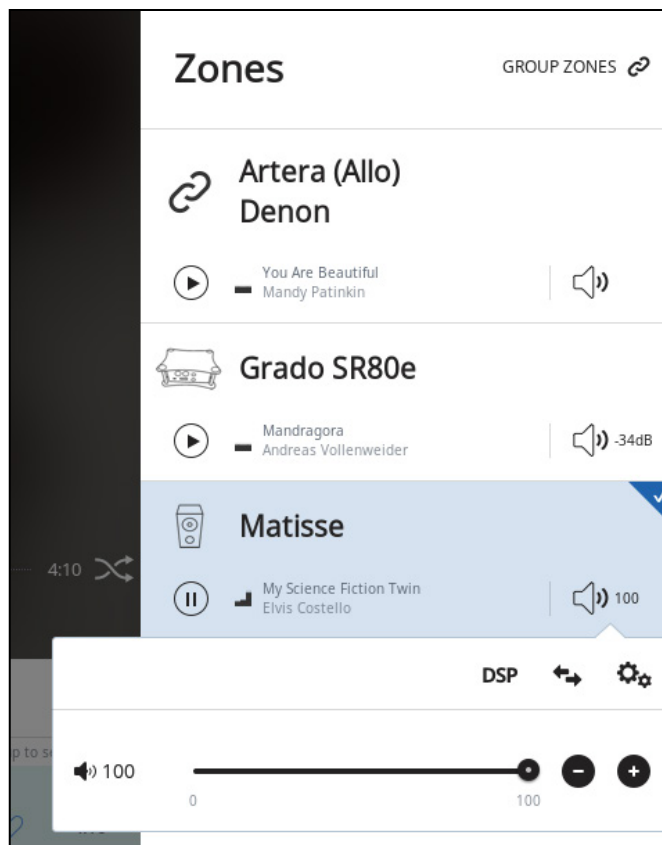 Zones
GROUP ZONES
Artera (Allo)
Denon
You Are Beautiful
Mandy Patinkin
Grado SR80e
Mandragora
Andreas Vollenweider
-34dB
Matisse
4:10
My Science Fiction Twin
Elvis Costello
100
DSP
p to s
100
0
100